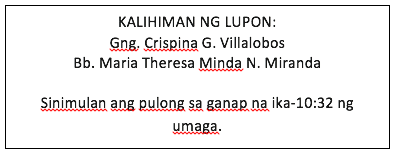 KALIHIMAN NG LUPON:
Gng. Crispina G. Villalobos
Bb. Maria Theresa Minda N. Miranda
Sinimulan ang pulong sa ganap na ika-10:32 ng
umaga.